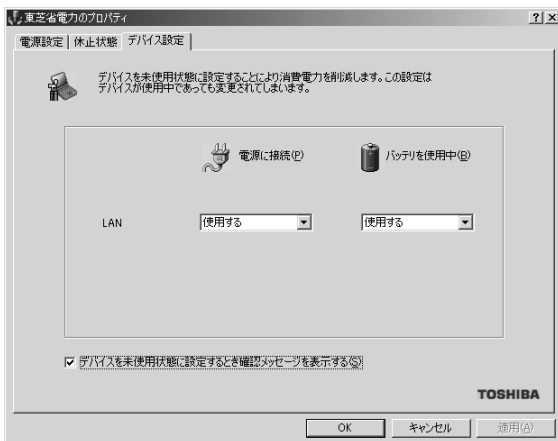 東芝省電力のプロパティ
電源設定 休止状態 デバイス設定
デバイスを未使用状態に設定することにより消費電力を削減します。この設定は
デバイスが使用中であっても変更されてしまいます。
電源に接続(P) バッテリを使用中(B)
LAN 使用する 使用する
デバイスを未使用状態に設定するとき確認メッセージを表示する(S)
TOSHIBA
OK キャンセル 適用(A)